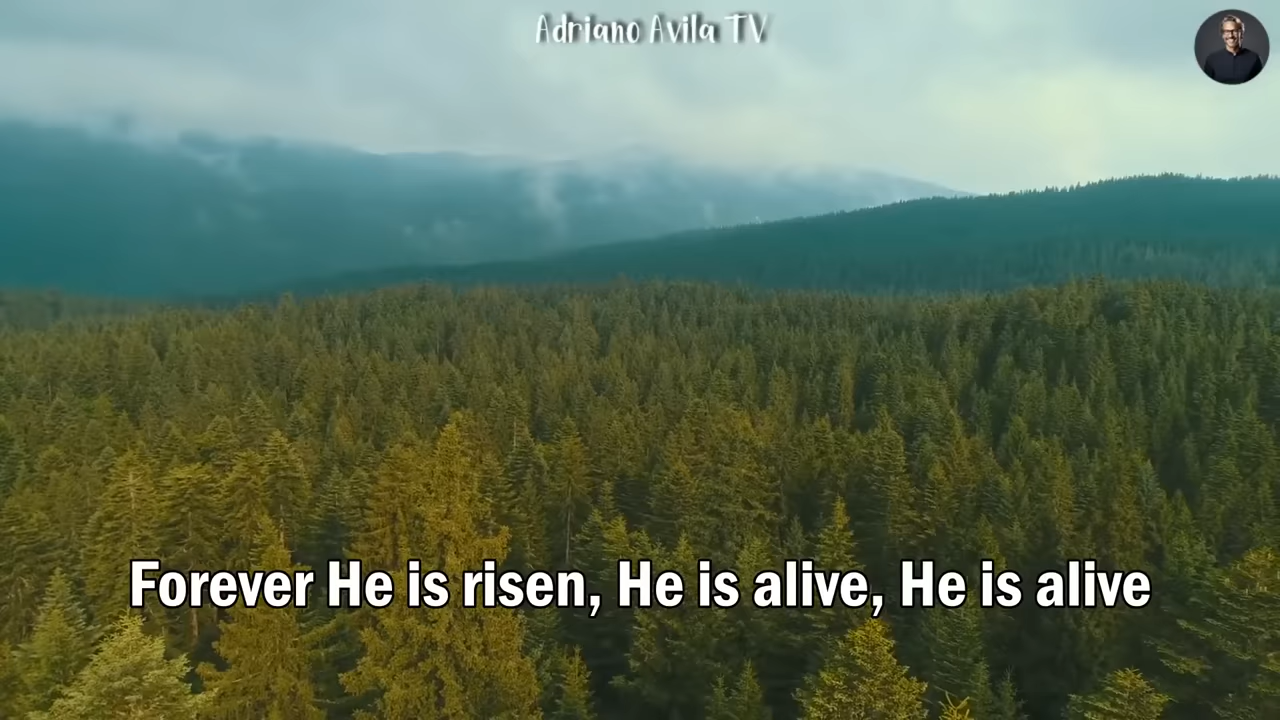 Adriano Avila TV
Forever He is risen, He is alive, He is alive